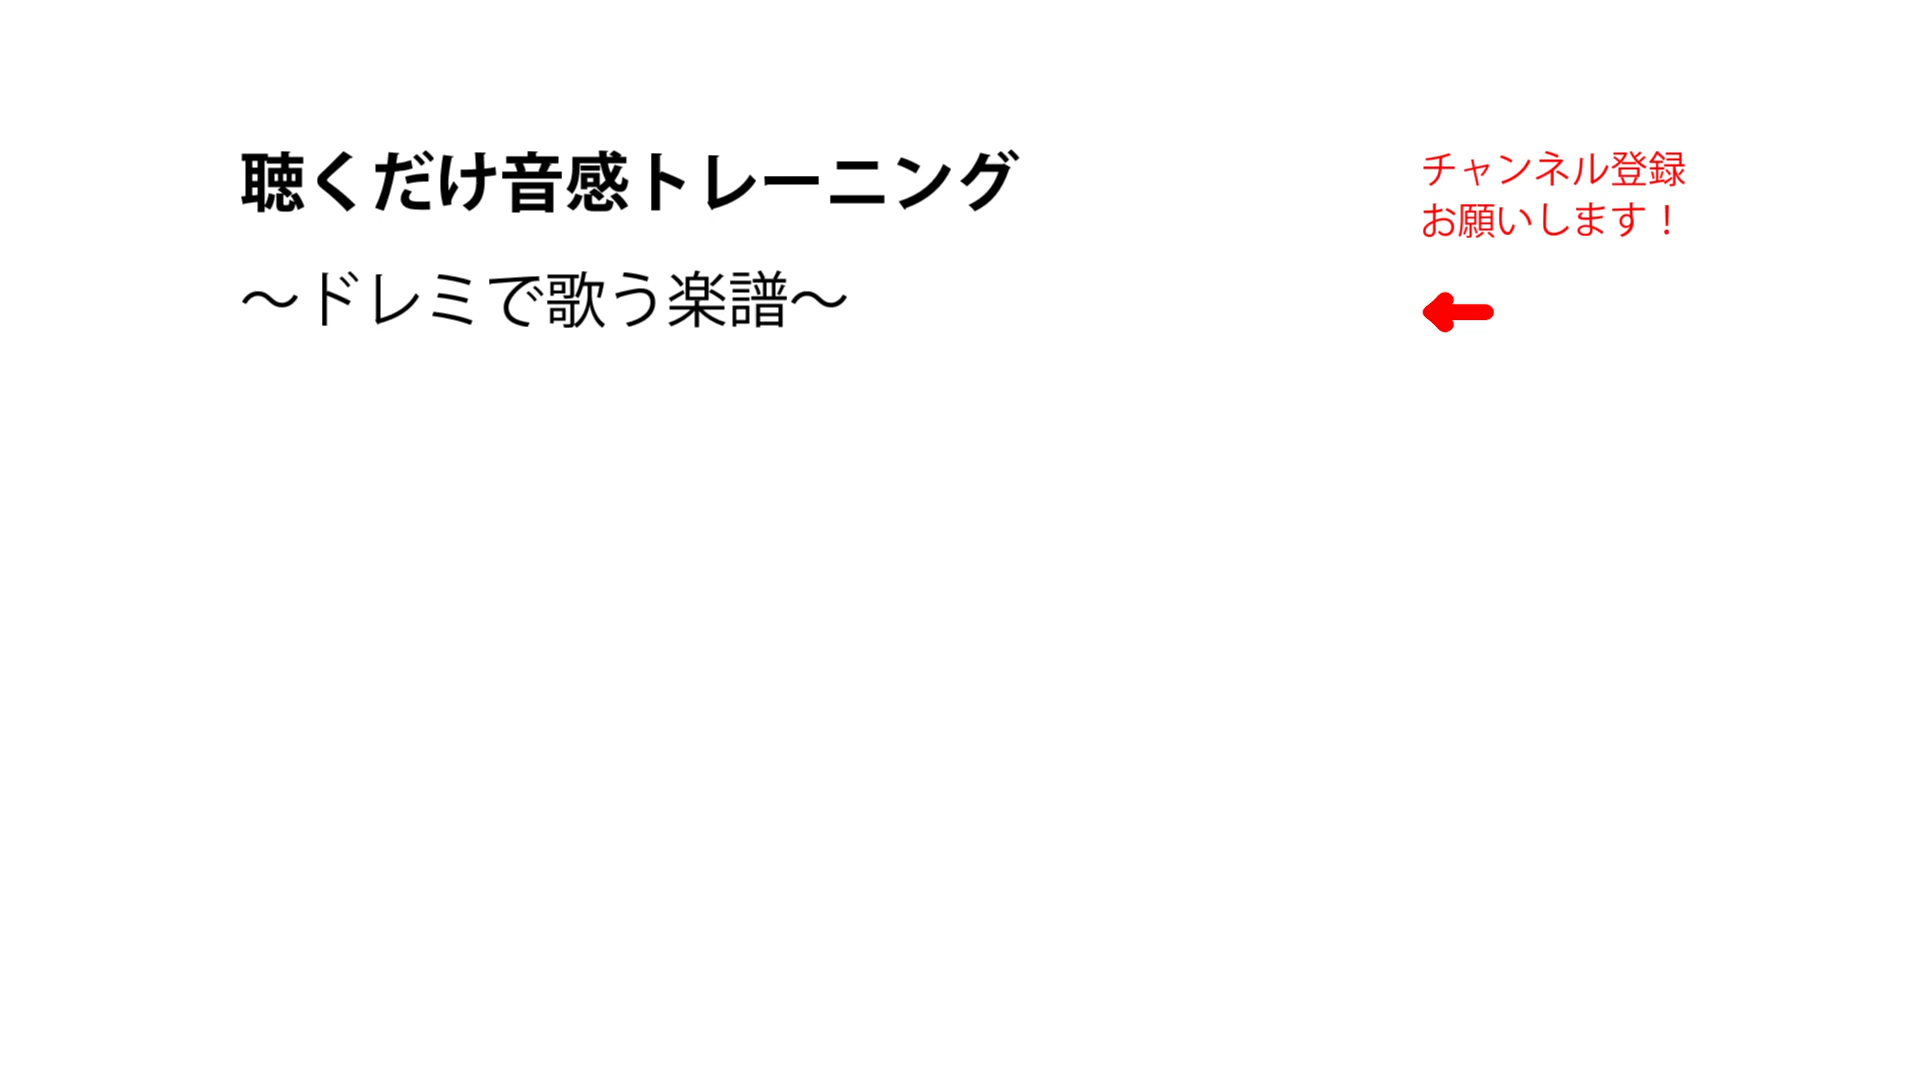 聴くだけ音感トレーニング
～ドレミで歌う楽譜～
チャンネル登録
お願いします！